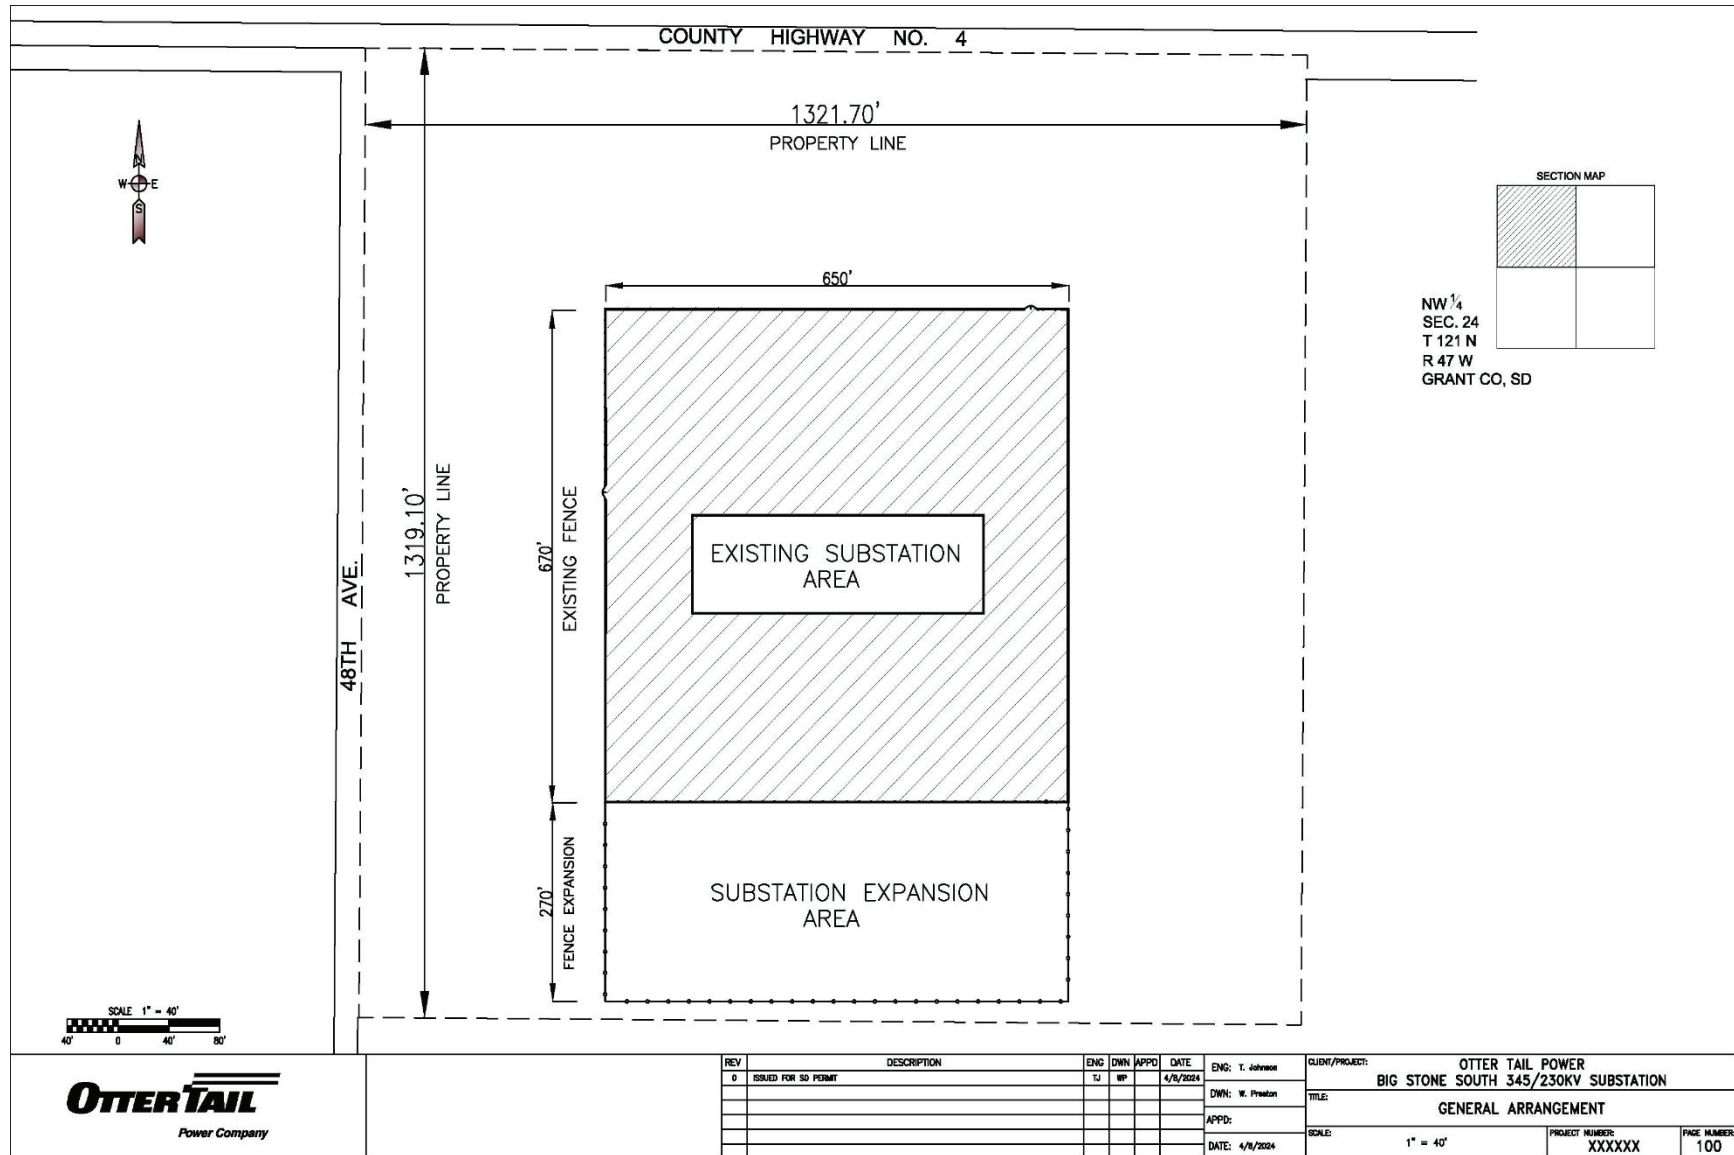 COUNTY HIGHWAY NO. 4
1321.70'
PROPERTY LINE
N
W E
S
SECTION MAP
NW ¼
SEC. 24
T 121 N
R 47 W
GRANT CO, SD
650'
1319.10'
PROPERTY LINE
48TH AVE.
670'
EXISTING FENCE
EXISTING SUBSTATION
AREA
270'
FENCE EXPANSION
SUBSTATION EXPANSION
AREA
SCALE 1" = 40'
40' 0 40' 80'
OTTERTAIL
Power Company
REV DESCRIPTION ENG DWN APPD DATE
0 ISSUED FOR SD PERMIT TJ WP 4/8/2024
ENG: T. Johnson
DWN: W. Preston
APPD:
DATE: 4/8/2024
CLIENT/PROJECT: OTTER TAIL POWER
BIG STONE SOUTH 345/230KV SUBSTATION
TITLE:
GENERAL ARRANGEMENT
SCALE: 1" = 40'
PROJECT NUMBER:
XXXXXX
PAGE NUMBER:
100